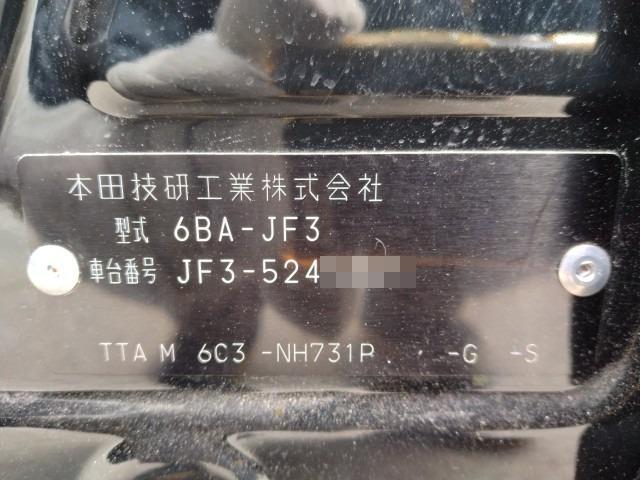 本田技研工業株式会社
型式 6BA-JF3
車台番号 JF3-524
TTA M 6C3 -NH731P. -G -S